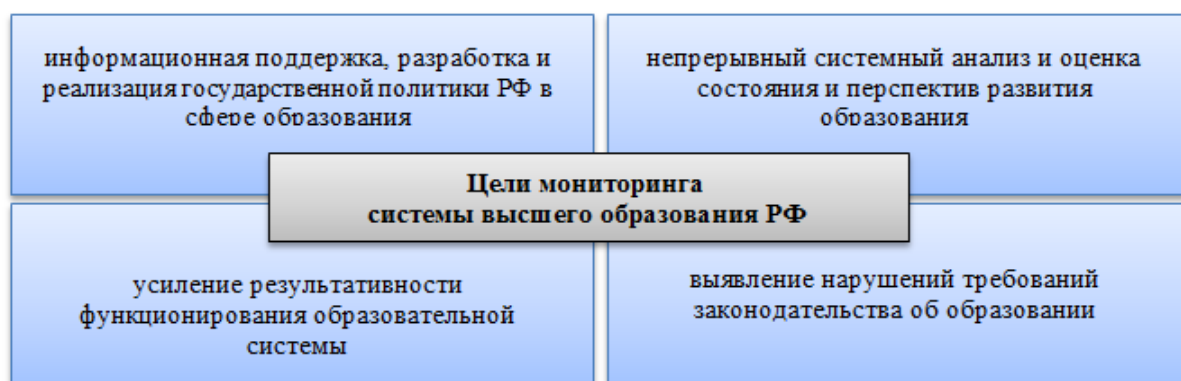 информационная поддержка, разработка и
реализация государственной политики РФ в
сфере образования
непрерывный системный анализ и оценка
состояния и перспектив развития
образования
Цели мониторинга
системы высшего образования РФ
усиление результативности
функционирования образовательной
системы
выявление нарушений требований
законодательства об образовании